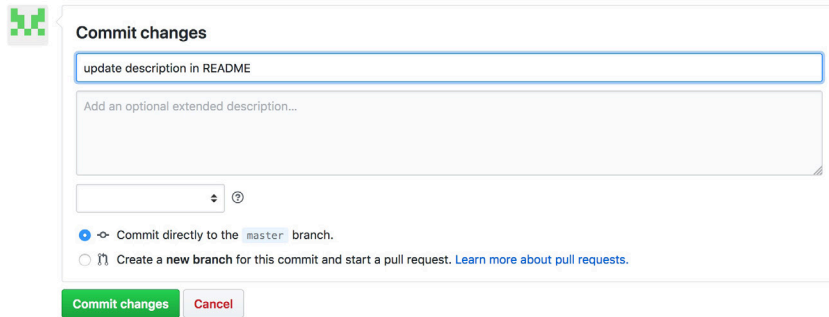 Commit changes
update description in README
Add an optional extended description...
Commit directly to the master branch.
Create a new branch for this commit and start a pull request. Learn more about pull requests.
Commit changes Cancel